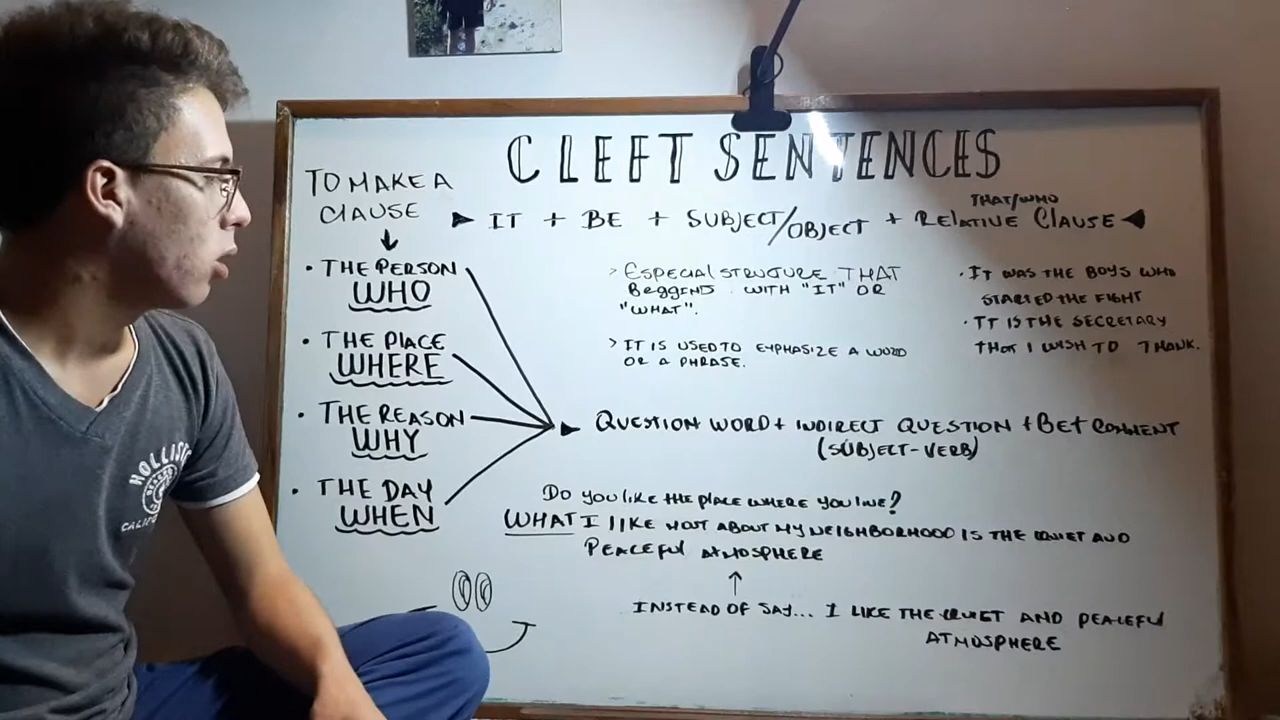 CLEFT SENTENCES
TO MAKE A
CLAUSE
• THE PERSON
WHO
• THE PLACE
WHERE
• THE REASON
WHY
• THE DAY
WHEN
THAT/WHO
IT + BE + SUBJECT/OBJECT + RELATIVE CLAUSE
> ESPECIAL STRUCTURE THAT
BEGGINS WITH "IT" OR
"WHAT".
> IT IS USED TO EMPHASIZE A WORD
OR A PHRASE.
• IT WAS THE BOYS WHO
STARTED THE FIGHT
• IT IS THE SECRETARY
THAT I WISH TO THANK.
QUESTION WORD + INDIRECT QUESTION + BE + COMMENT
(SUBJECT-VERB)
DO YOU LIKE THE PLACE WHERE YOU LIVE?
WHAT I LIKE MOST ABOUT MY NEIGHBORHOOD IS THE QUIET AND
PEACEFUL ATMOSPHERE
INSTEAD OF SAY... I LIKE THE QUIET AND PEACEFUL
ATMOSPHERE
HOLLISTE
CALIFO